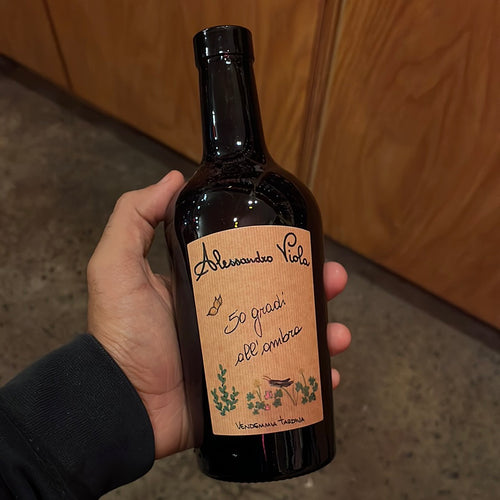 Alessandro Viola
50 gradi
all'ombra
VENDEMMIA TARDIVA